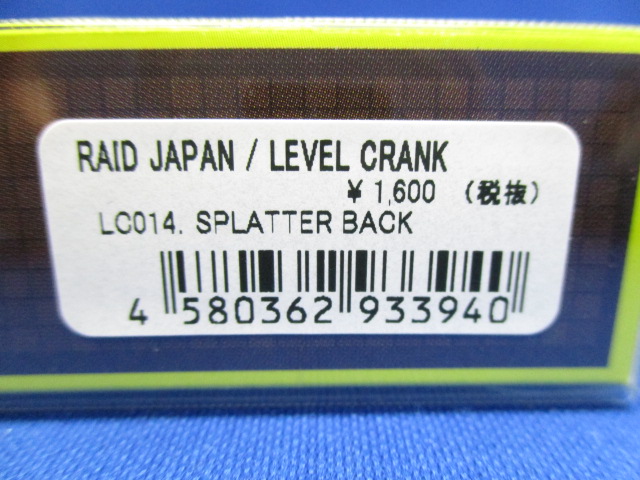 RAID JAPAN / LEVEL CRANK
¥ 1,600 (税抜)
LC014. SPLATTER BACK
4 580362 933940